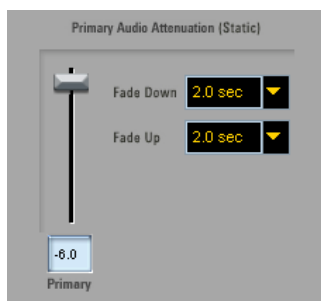 Primary Audio Attenuation (Static)
Fade Down 2.0 sec
Fade Up 2.0 sec
-6.0
Primary